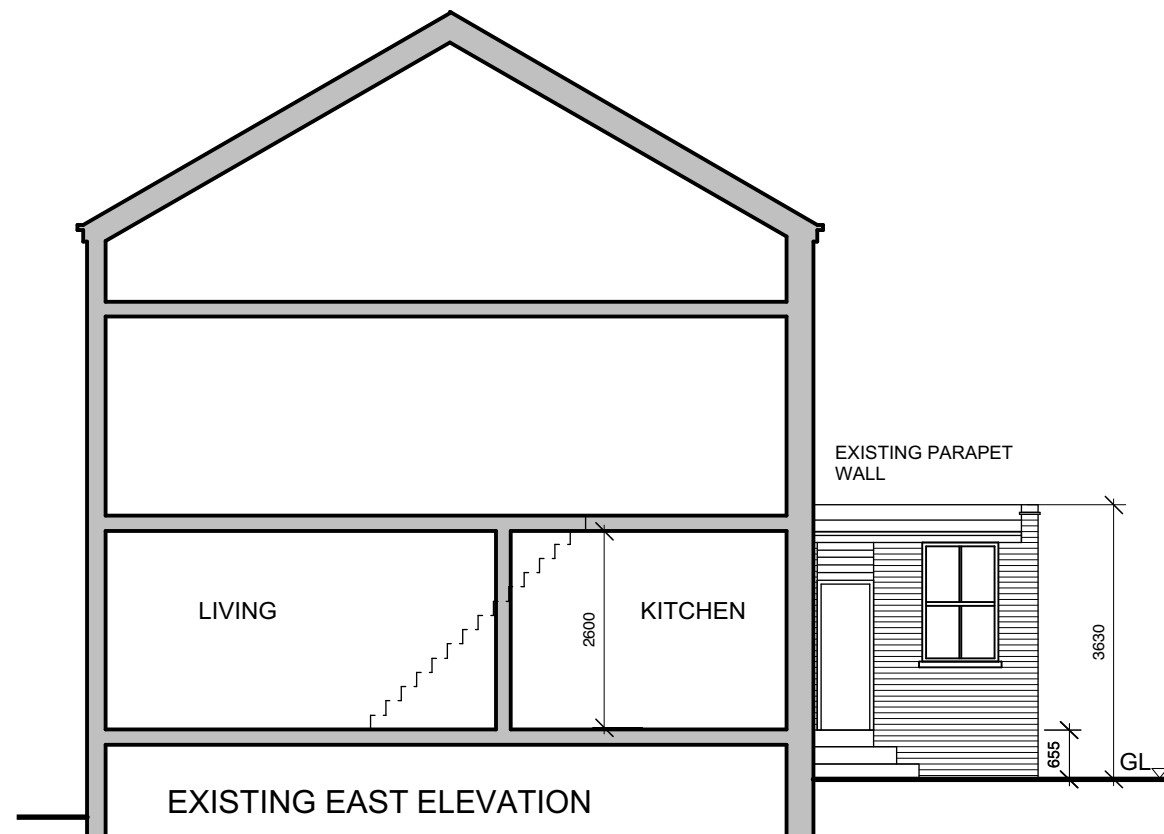 EXISTING PARAPET
WALL
LIVING
KITCHEN
2600
3630
655
GL
EXISTING EAST ELEVATION